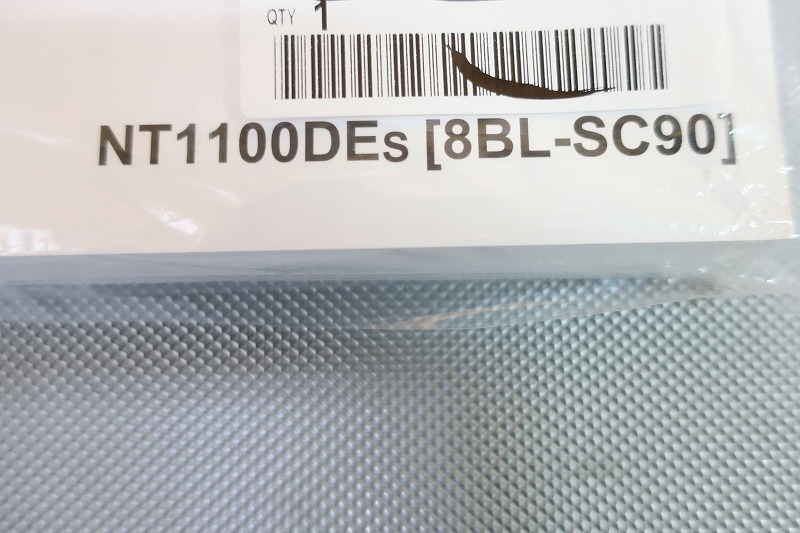 QTY 1
NT1100DEs [8BL-SC90]